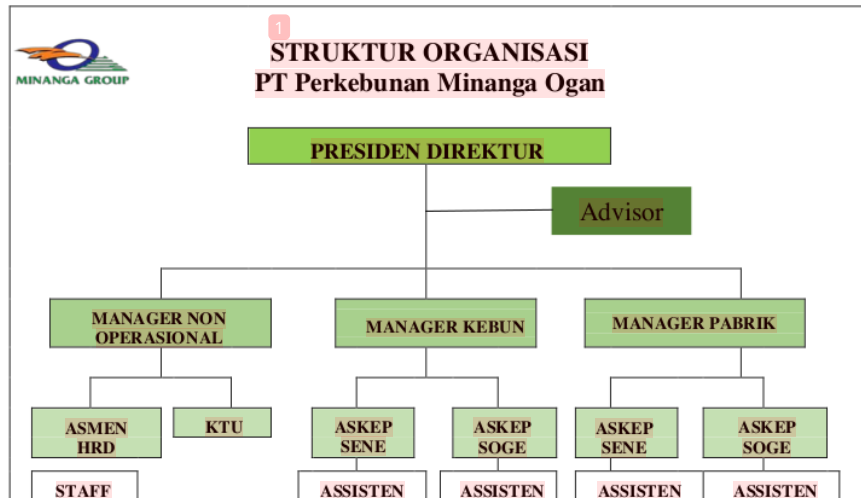 1
STRUKTUR ORGANISASI
PT Perkebunan Minanga Ogan
MINANGA GROUP
PRESIDEN DIREKTUR
Advisor
MANAGER NON
OPERASIONAL
MANAGER KEBUN
MANAGER PABRIK
ASMEN
HRD
KTU
ASKEP
SENE
ASKEP
SOGE
ASKEP
SENE
ASKEP
SOGE
STAFF
ASSISTEN
ASSISTEN
ASSISTEN
ASSISTEN